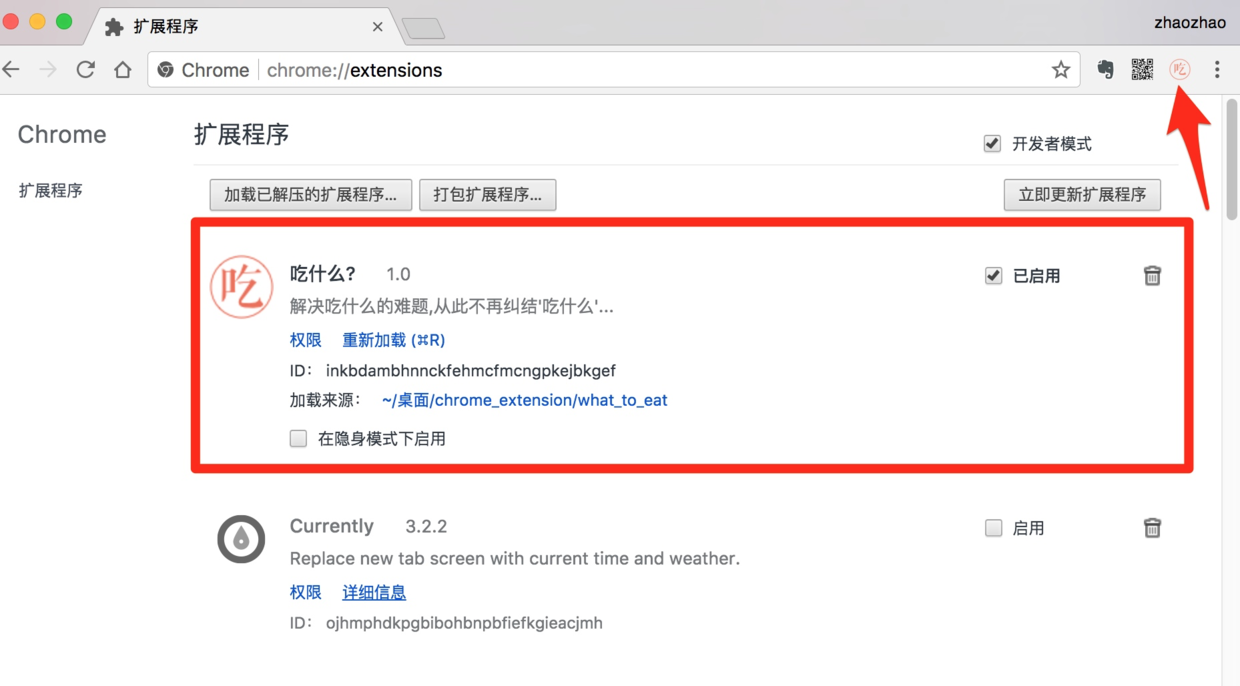 扩展程序
zhaozhao
Chrome chrome://extensions
吃
Chrome
扩展程序
开发者模式
扩展程序
加载已解压的扩展程序... 打包扩展程序... 立即更新扩展程序
吃
吃什么? 1.0
已启用
解决吃什么的难题,从此不再纠结'吃什么'...
权限 重新加载 (⌘R)
ID: inkbdambhnnckfehmcfmcngpkejbkgef
加载来源: ~/桌面/chrome_extension/what_to_eat
在隐身模式下启用
Currently 3.2.2
启用
Replace new tab screen with current time and weather.
权限 详细信息
ID: ojhmphdkpgbibohbnpbfiefkgieacjmh